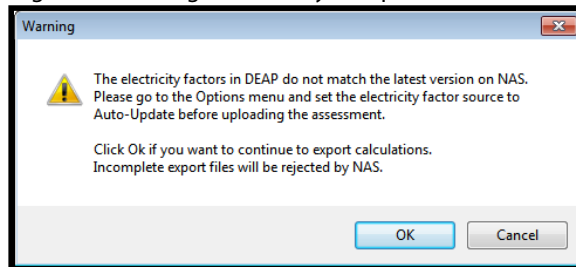 Warning
The electricity factors in DEAP do not match the latest version on NAS.
Please go to the Options menu and set the electricity factor source to
Auto-Update before uploading the assessment.
Click Ok if you want to continue to export calculations.
Incomplete export files will be rejected by NAS.
OK Cancel